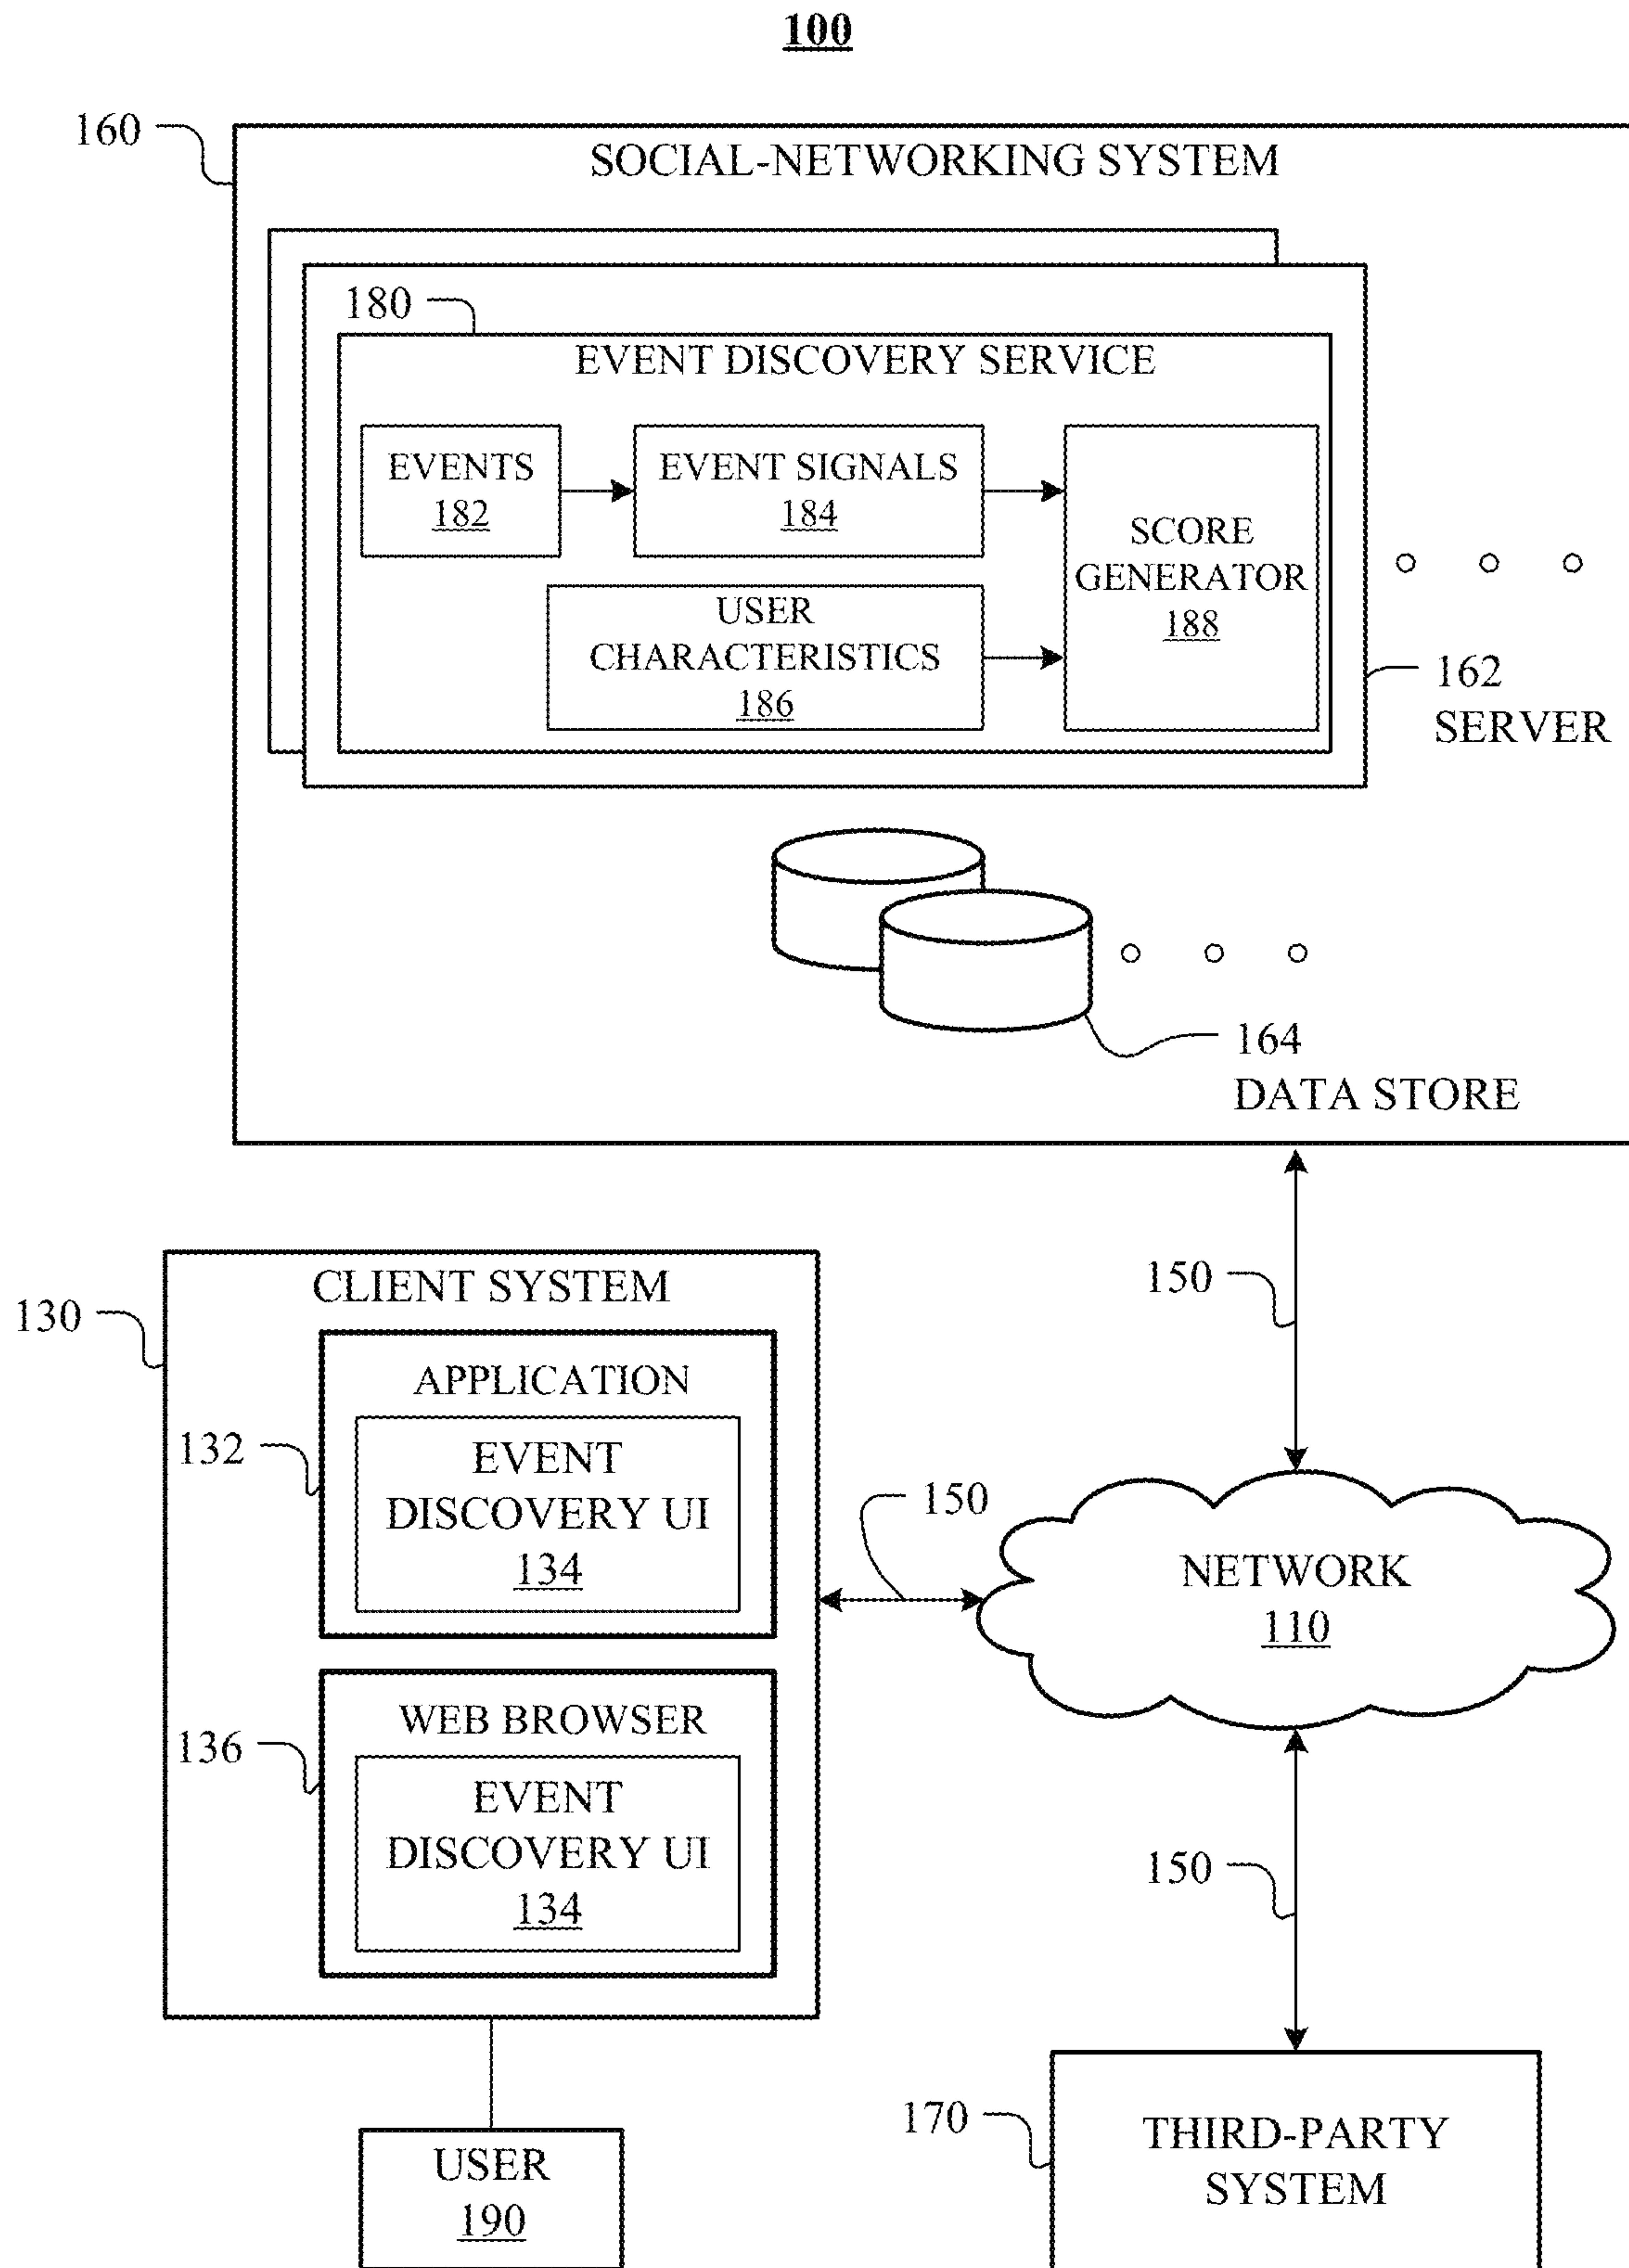 100
160
SOCIAL-NETWORKING SYSTEM
180
EVENT DISCOVERY SERVICE
EVENTS
182
EVENT SIGNALS
184
USER
CHARACTERISTICS
186
SCORE
GENERATOR
188
162
SERVER
164
DATA STORE
130
CLIENT SYSTEM
132
APPLICATION
EVENT
DISCOVERY UI
134
136
WEB BROWSER
EVENT
DISCOVERY UI
134
150
150
NETWORK
110
150
USER
190
170
THIRD-PARTY
SYSTEM